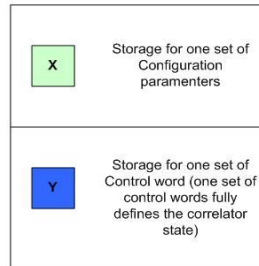 X
Storage for one set of
Configuration
paramenters
Y
Storage for one set of
Control word (one set of
control words fully
defines the correlator
state)